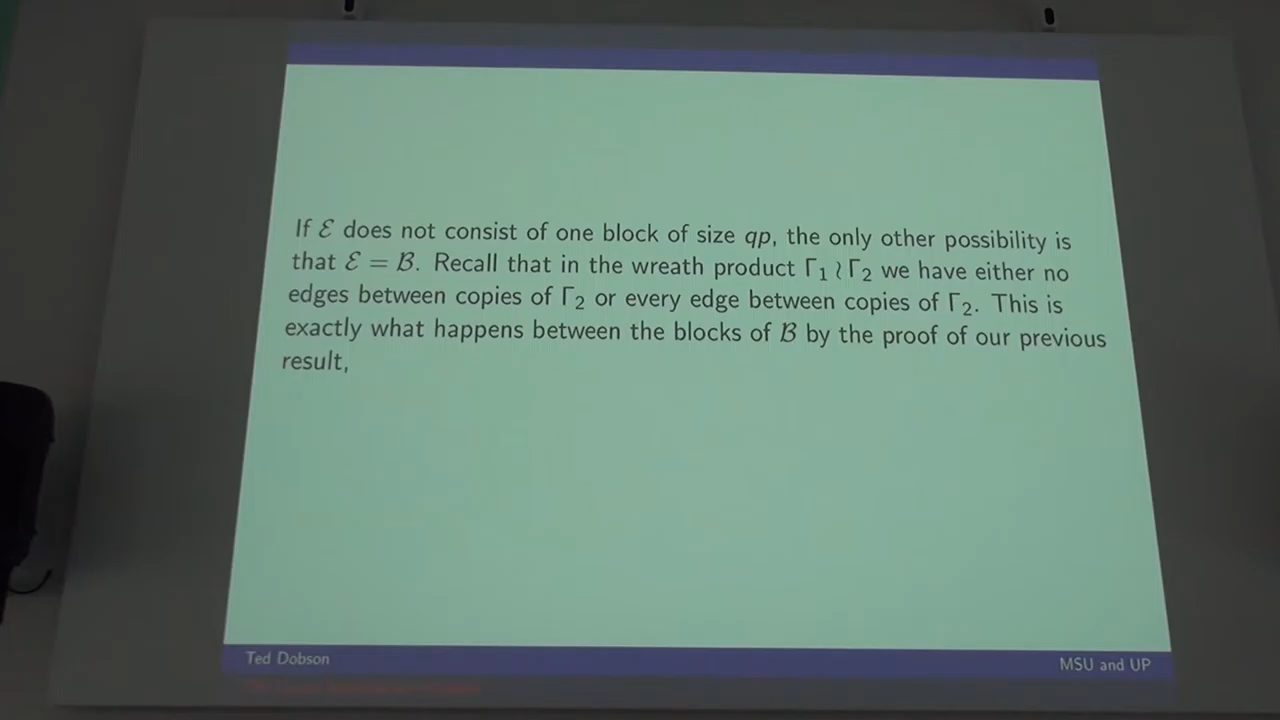 If ℰ does not consist of one block of size qp, the only other possibility is
that ℰ = ℬ. Recall that in the wreath product Γ₁ ≀ Γ₂ we have either no
edges between copies of Γ₂ or every edge between copies of Γ₂. This is
exactly what happens between the blocks of ℬ by the proof of our previous
result,
Ted Dobson
MSU and UP